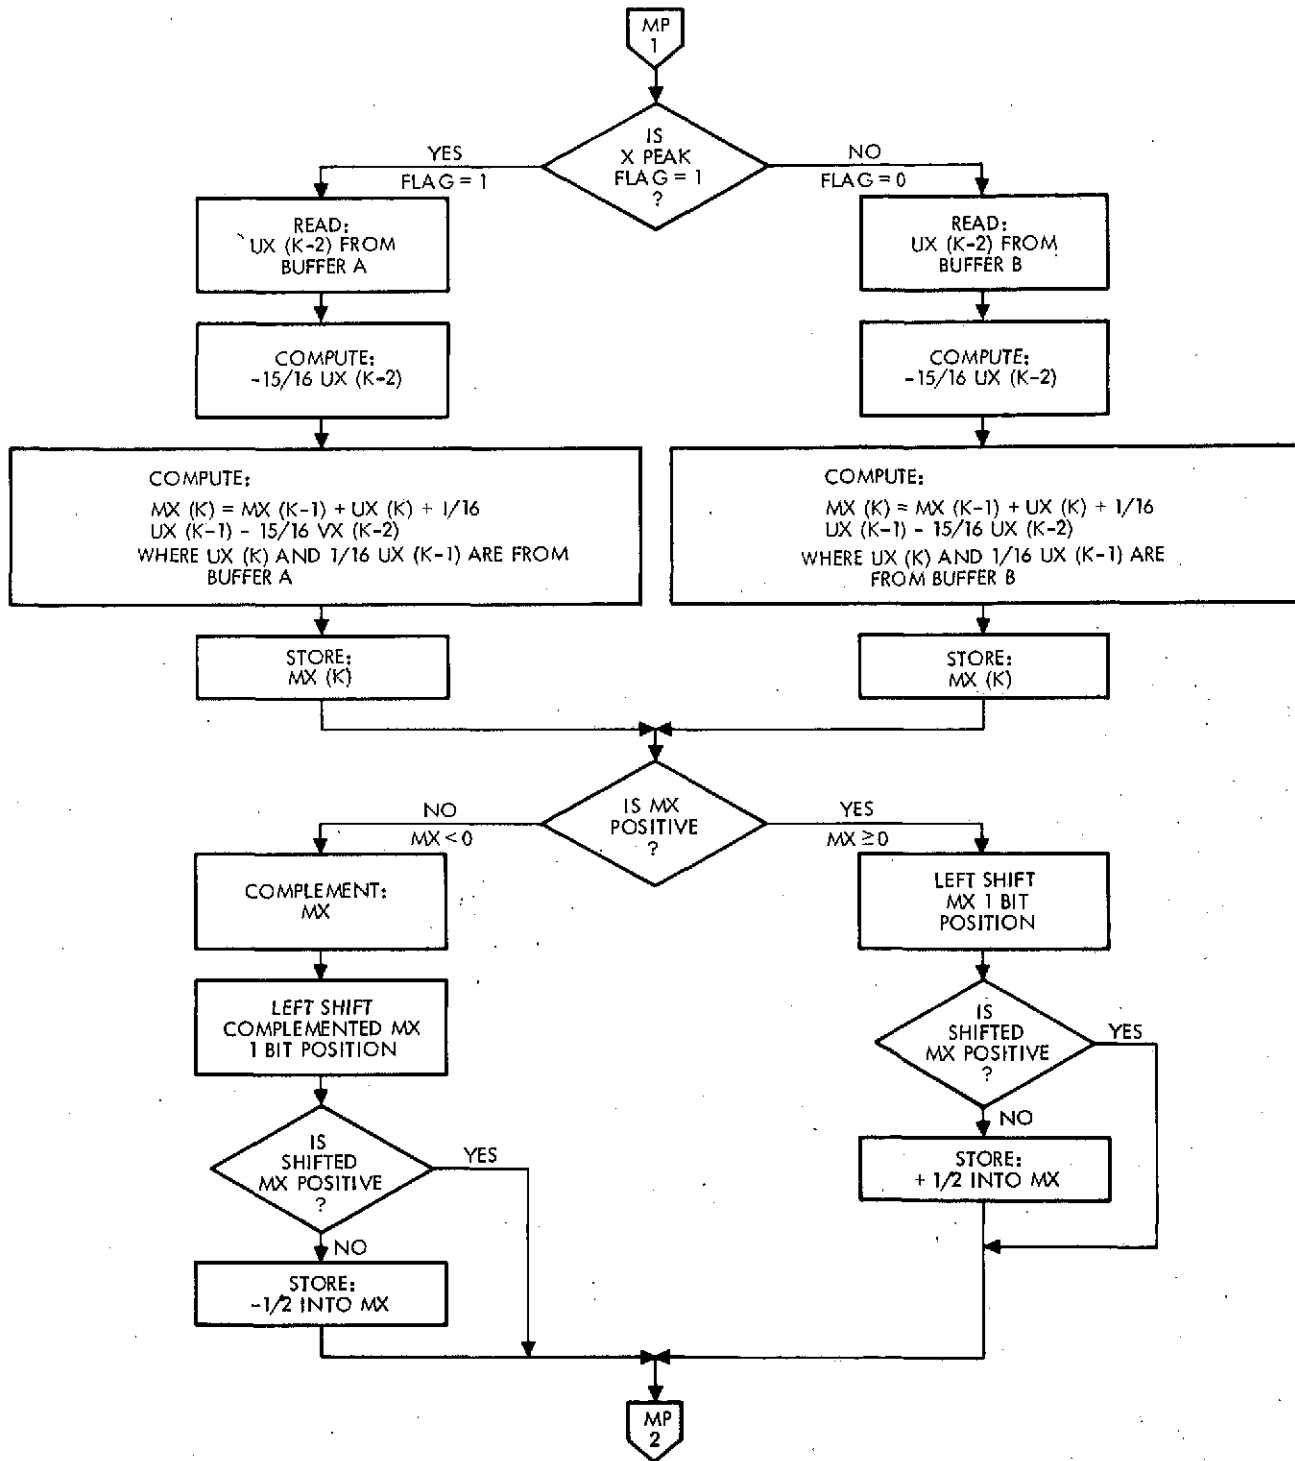 MP
1
IS
X PEAK
FLAG = 1
?
YES
FLAG = 1
NO
FLAG = 0
READ:
UX (K-2) FROM
BUFFER A
READ:
UX (K-2) FROM
BUFFER B
COMPUTE:
-15/16 UX (K-2)
COMPUTE:
-15/16 UX (K-2)
COMPUTE:
MX (K) = MX (K-1) + UX (K) + 1/16
UX (K-1) - 15/16 VX (K-2)
WHERE UX (K) AND 1/16 UX (K-1) ARE FROM
BUFFER A
COMPUTE:
MX (K) = MX (K-1) + UX (K) + 1/16
UX (K-1) - 15/16 UX (K-2)
WHERE UX (K) AND 1/16 UX (K-1) ARE
FROM BUFFER B
STORE:
MX (K)
STORE:
MX (K)
IS MX
POSITIVE
?
NO
MX < 0
YES
MX ≥ 0
COMPLEMENT:
MX
LEFT SHIFT
MX 1 BIT
POSITION
LEFT SHIFT
COMPLEMENTED MX
1 BIT POSITION
IS
SHIFTED
MX POSITIVE
?
YES
NO
IS
SHIFTED
MX POSITIVE
?
YES
NO
STORE:
+ 1/2 INTO MX
STORE:
-1/2 INTO MX
MP
2